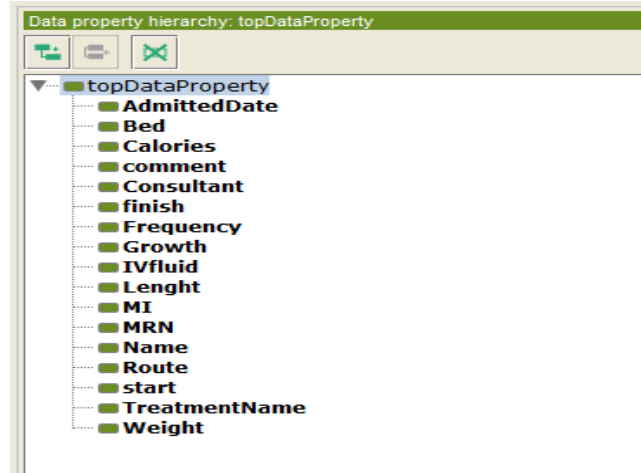 Data property hierarchy: topDataProperty
topDataProperty
AdmittedDate
Bed
Calories
comment
Consultant
finish
Frequency
Growth
IVfluid
Lenght
MI
MRN
Name
Route
start
TreatmentName
Weight